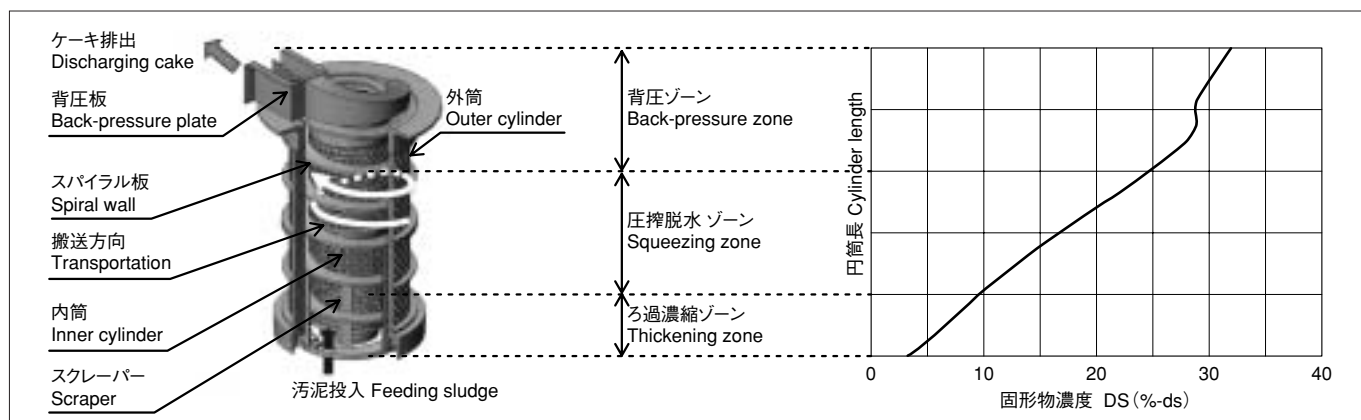 ケーキ排出
Discharging cake
背圧板
Back-pressure plate
スパイラル板
Spiral wall
搬送方向
Transportation
内筒
Inner cylinder
スクレーパー
Scraper
外筒
Outer cylinder
汚泥投入 Feeding sludge
背圧ゾーン
Back-pressure zone
圧搾脱水 ゾーン
Squeezing zone
ろ過濃縮ゾーン
Thickening zone
円筒長 Cylinder length
0 10 20 30 40
固形物濃度 DS(%-ds)